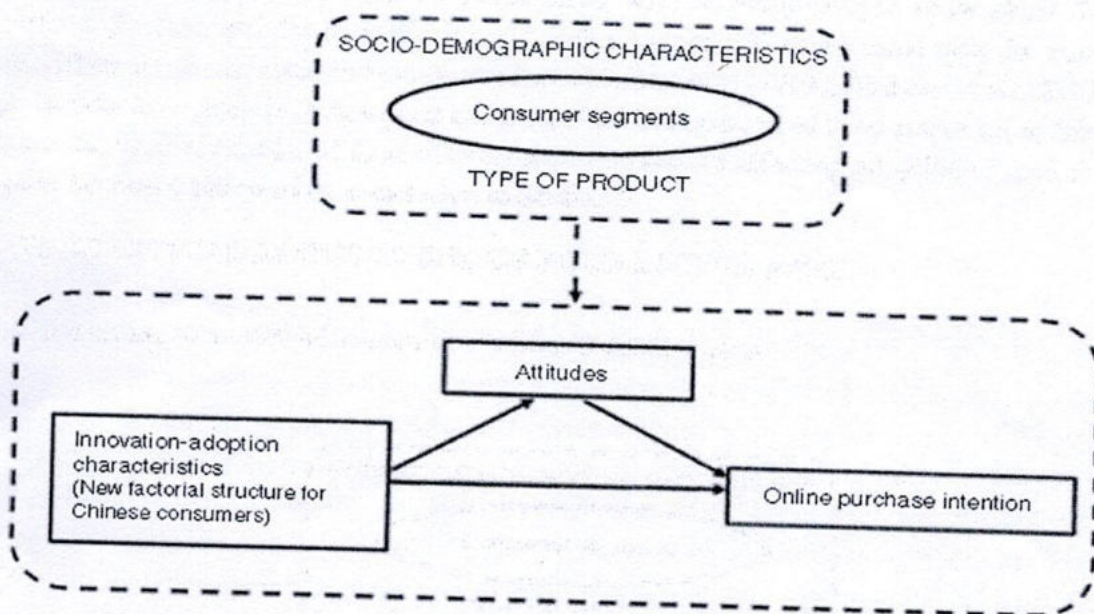 SOCIO-DEMOGRAPHIC CHARACTERISTICS
Consumer segments
TYPE OF PRODUCT
Attitudes
Innovation-adoption
characteristics
(New factorial structure for
Chinese consumers)
Online purchase intention